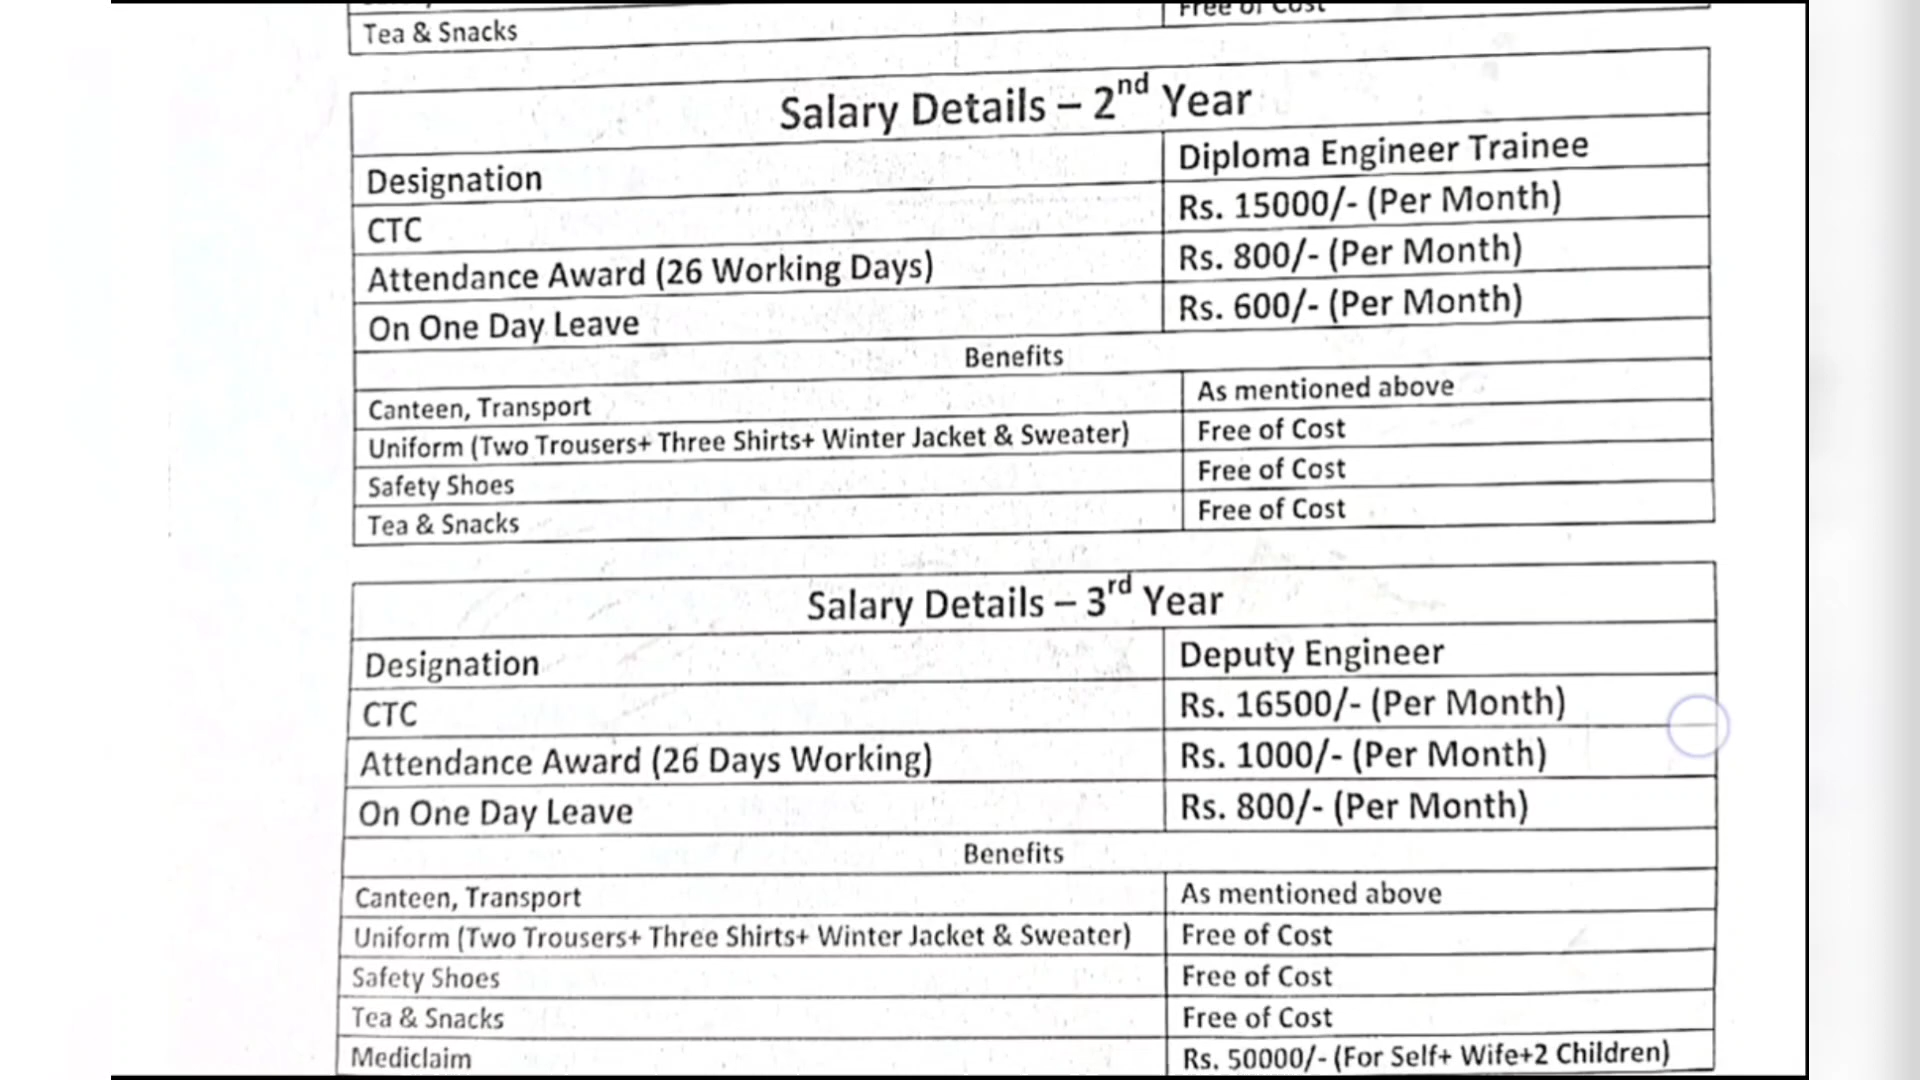 Free of Cost
Tea & Snacks
Salary Details – 2nd Year
Designation Diploma Engineer Trainee
CTC Rs. 15000/- (Per Month)
Attendance Award (26 Working Days) Rs. 800/- (Per Month)
On One Day Leave Rs. 600/- (Per Month)
Benefits
Canteen, Transport As mentioned above
Uniform (Two Trousers+ Three Shirts+ Winter Jacket & Sweater) Free of Cost
Safety Shoes Free of Cost
Tea & Snacks Free of Cost
Salary Details – 3rd Year
Designation Deputy Engineer
CTC Rs. 16500/- (Per Month)
Attendance Award (26 Days Working) Rs. 1000/- (Per Month)
On One Day Leave Rs. 800/- (Per Month)
Benefits
Canteen, Transport As mentioned above
Uniform (Two Trousers+ Three Shirts+ Winter Jacket & Sweater) Free of Cost
Safety Shoes Free of Cost
Tea & Snacks Free of Cost
Mediclaim Rs. 50000/- (For Self+ Wife+2 Children)